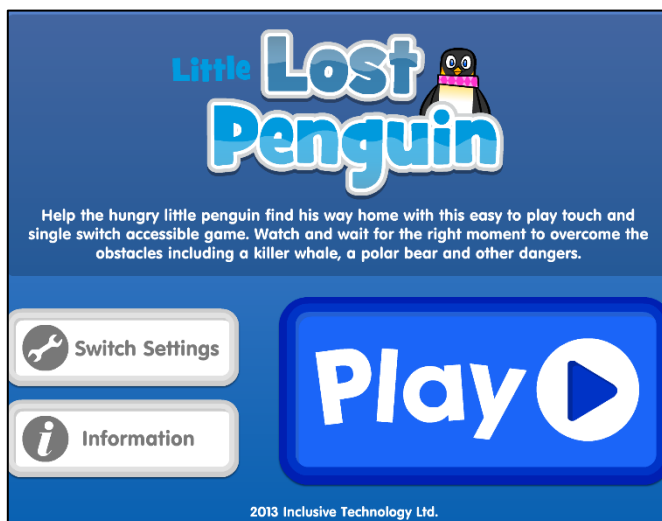 Little Lost
Penguin
Help the hungry little penguin find his way home with this easy to play touch and
single switch accessible game. Watch and wait for the right moment to overcome the
obstacles including a killer whale, a polar bear and other dangers.
Switch Settings
Information
Play
2013 Inclusive Technology Ltd.